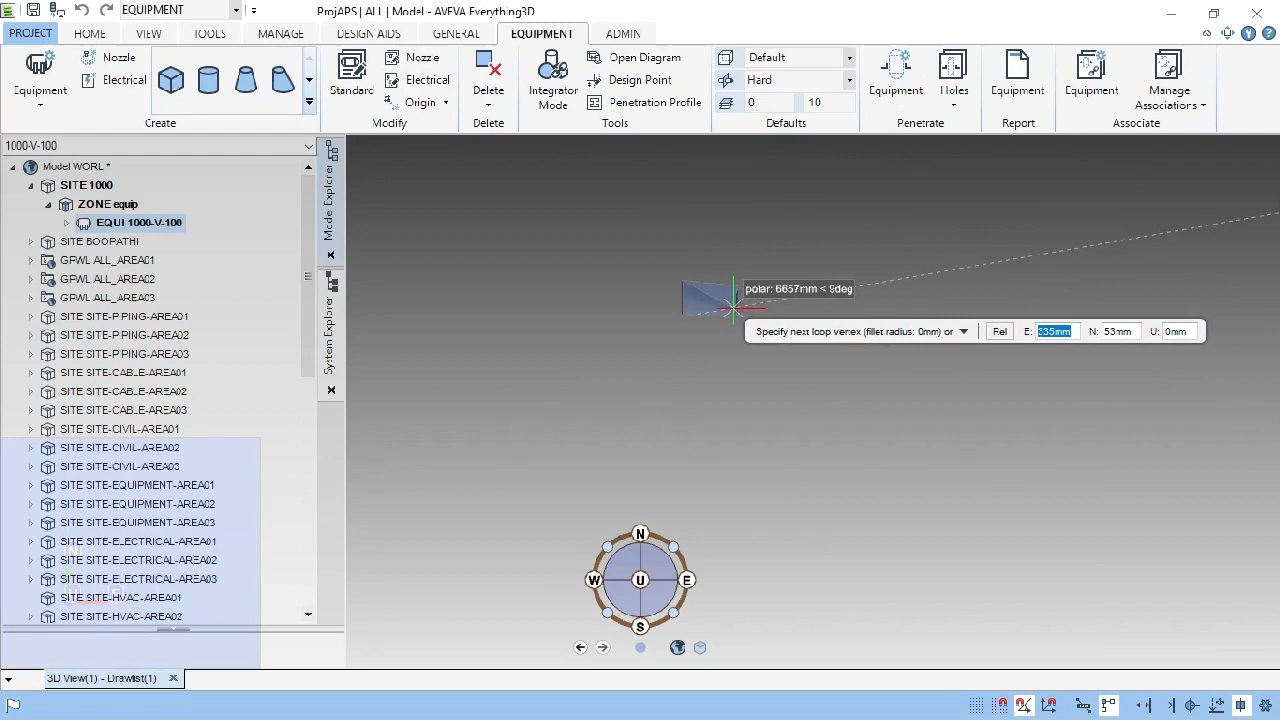 EQUIPMENT
ProjAPS | ALL | Model - AVEVA Everything3D
PROJECT HOME VIEW TOOLS MANAGE DESIGN AIDS GENERAL EQUIPMENT ADMIN
Equipment
Nozzle
Electrical
Create
Standard
Nozzle
Electrical
Origin
Modify
Delete
Delete
Integrator Mode
Open Diagram
Design Point
Penetration Profile
Tools
Default
Hard
0 10
Defaults
Equipment
Holes
Penetrate
Equipment
Report
Equipment
Manage Associations
Associate
1000-V-100
Model WORL *
SITE 1000
ZONE equip
EQUI 1000-V-100
SITE BOOPATHI
GPWL ALL_AREA01
GPWL ALL_AREA02
GPWL ALL_AREA03
SITE SITE-PIPING-AREA01
SITE SITE-PIPING-AREA02
SITE SITE-PIPING-AREA03
SITE SITE-CABLE-AREA01
SITE SITE-CABLE-AREA02
SITE SITE-CABLE-AREA03
SITE SITE-CIVIL-AREA01
SITE SITE-CIVIL-AREA02
SITE SITE-CIVIL-AREA03
SITE SITE-EQUIPMENT-AREA01
SITE SITE-EQUIPMENT-AREA02
SITE SITE-EQUIPMENT-AREA03
SITE SITE-ELECTRICAL-AREA01
SITE SITE-ELECTRICAL-AREA02
SITE SITE-ELECTRICAL-AREA03
SITE SITE-HVAC-AREA01
SITE SITE-HVAC-AREA02
Model Explorer
System Explorer
polar: 6657mm < 9deg
Specify next loop vertex (fillet radius: 0mm) or Rel E: 335mm N: 53mm U: 0mm
N
W U E
S
3D View(1) - Drawlist(1)